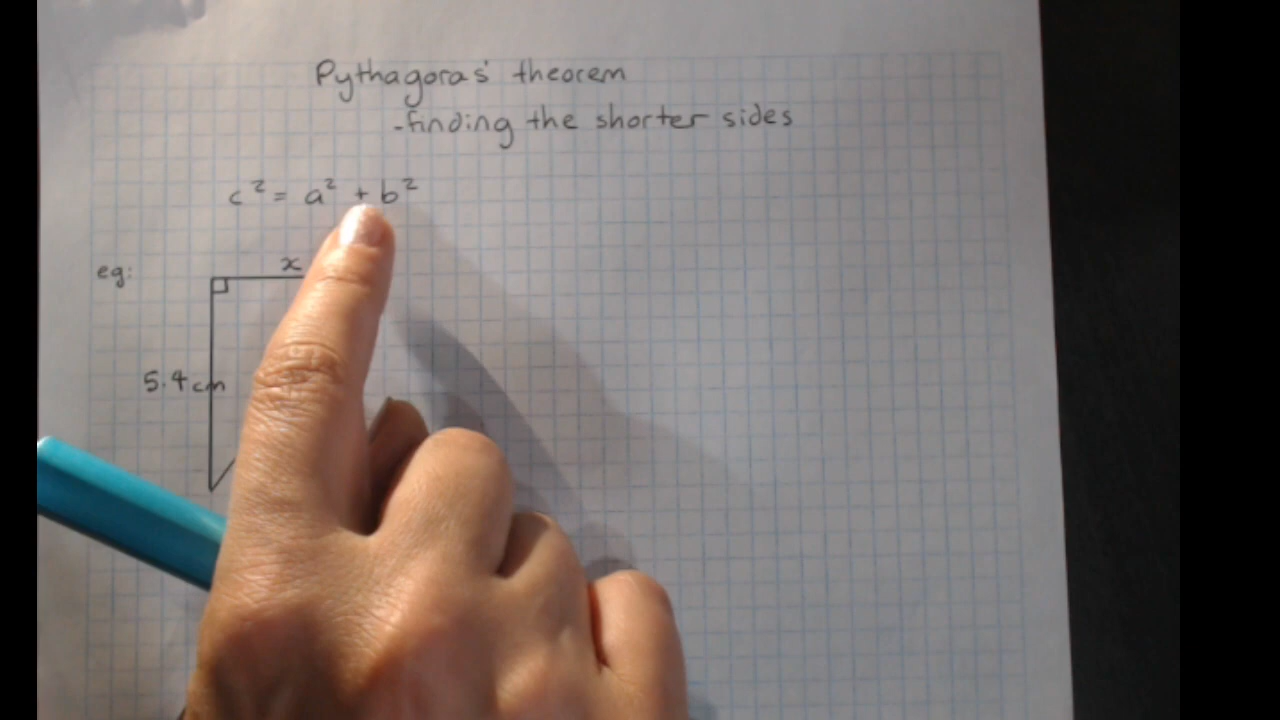 Pythagoras' theorem
-finding the shorter sides
c² = a² + b²
eg:
x
5.4cm